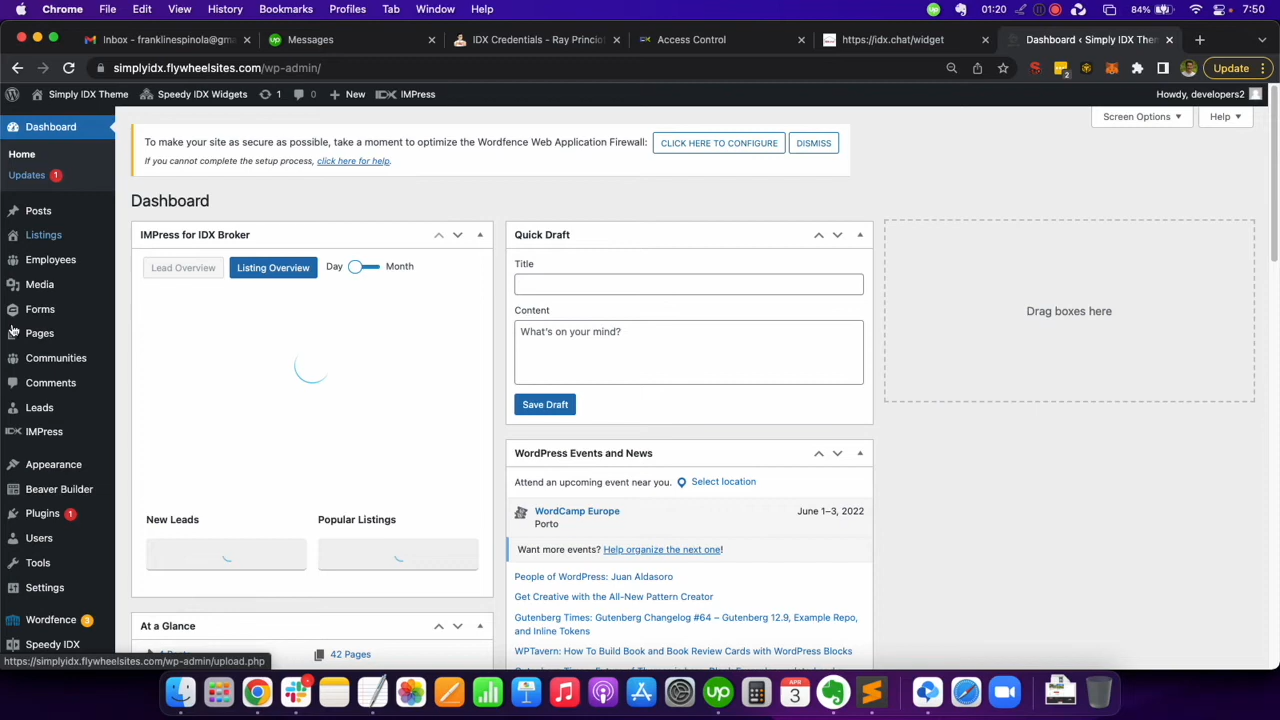 Chrome File Edit View History Bookmarks Profiles Tab Window Help 01:20 84% 7:50
Inbox - franklinespinola@gma Messages IDX Credentials - Ray Princio Access Control https://idx.chat/widget Dashboard ‹ Simply IDX Them
simplyidx.flywheelsites.com/wp-admin/ 2 Update
Simply IDX Theme Speedy IDX Widgets 1 0 New IMPress Howdy, developers2
Dashboard
Screen Options Help
Home
Updates 1
Posts
Listings
Employees
Media
Forms
Pages
Communities
Comments
Leads
IMPress
Appearance
Beaver Builder
Plugins 1
Users
Tools
Settings
Wordfence 3
Speedy IDX
To make your site as secure as possible, take a moment to optimize the Wordfence Web Application Firewall: CLICK HERE TO CONFIGURE DISMISS
If you cannot complete the setup process, click here for help.
Dashboard
IMPress for IDX Broker
Lead Overview Listing Overview Day Month
New Leads Popular Listings
At a Glance
42 Pages
Quick Draft
Title
Content
What's on your mind?
Save Draft
WordPress Events and News
Attend an upcoming event near you. Select location
WordCamp Europe June 1–3, 2022
Porto
Want more events? Help organize the next one!
People of WordPress: Juan Aldasoro
Get Creative with the All-New Pattern Creator
Gutenberg Times: Gutenberg Changelog #64 – Gutenberg 12.9, Example Repo,
and Inline Tokens
WPTavern: How To Build Book and Book Review Cards with WordPress Blocks
Drag boxes here
https://simplyidx.flywheelsites.com/wp-admin/upload.php
APR
3